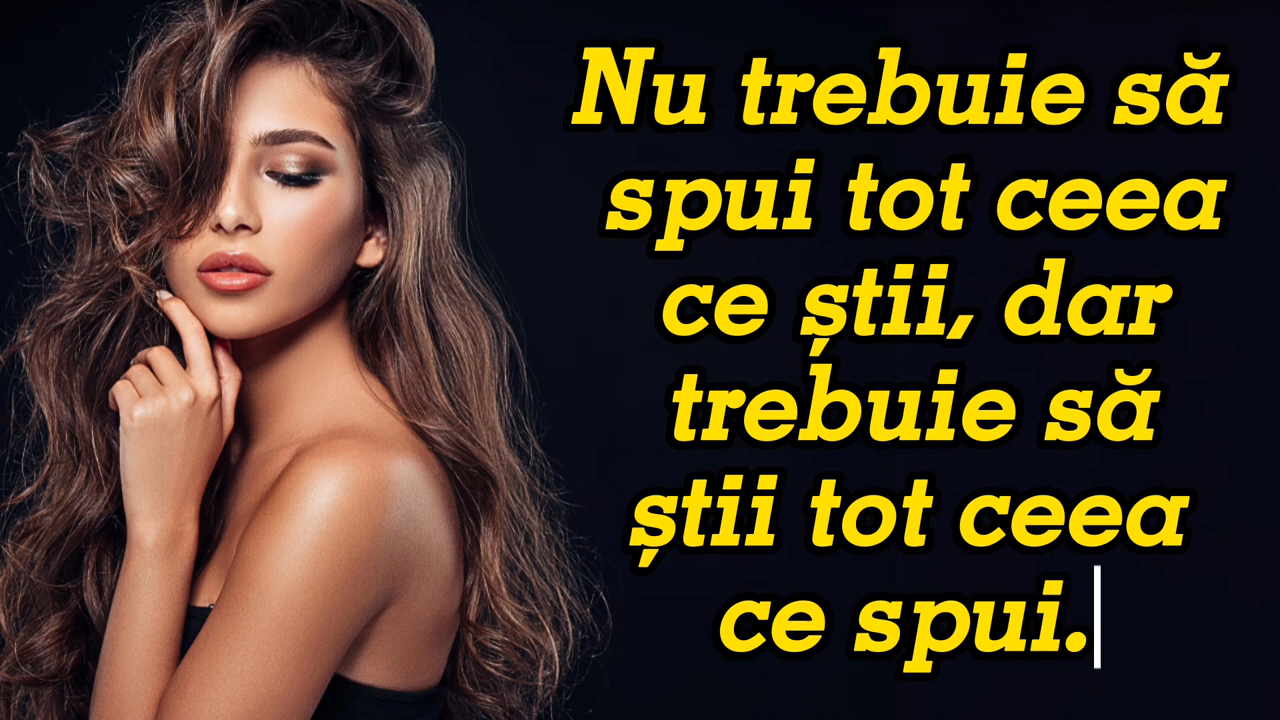 Nu trebuie să
spui tot ceea
ce știi, dar
trebuie să
știi tot ceea
ce spui.